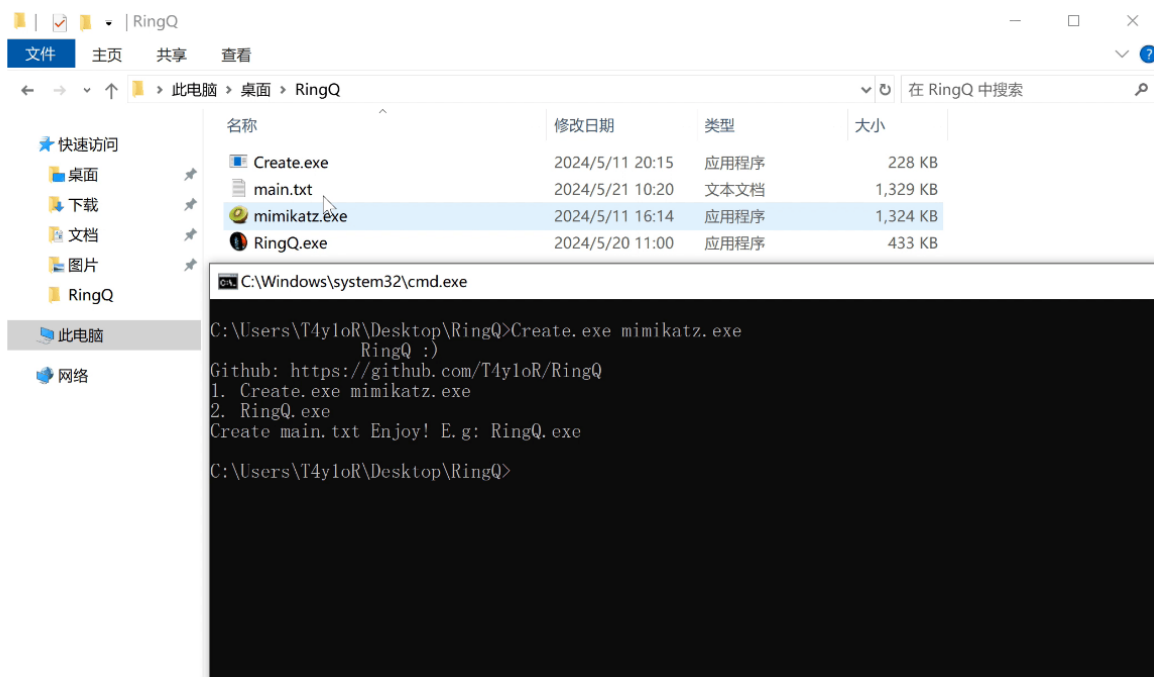 RingQ
文件 主页 共享 查看
此电脑 桌面 RingQ 在 RingQ 中搜索
名称 修改日期 类型 大小
快速访问
桌面
下载
文档
图片
RingQ
此电脑
网络
Create.exe 2024/5/11 20:15 应用程序 228 KB
main.txt 2024/5/21 10:20 文本文档 1,329 KB
mimikatz.exe 2024/5/11 16:14 应用程序 1,324 KB
RingQ.exe 2024/5/20 11:00 应用程序 433 KB
C:\Windows\system32\cmd.exe
C:\Users\T4y1oR\Desktop\RingQ>Create.exe mimikatz.exe
RingQ :)
Github: https://github.com/T4y1oR/RingQ
1. Create.exe mimikatz.exe
2. RingQ.exe
Create main.txt Enjoy! E.g: RingQ.exe
C:\Users\T4y1oR\Desktop\RingQ>